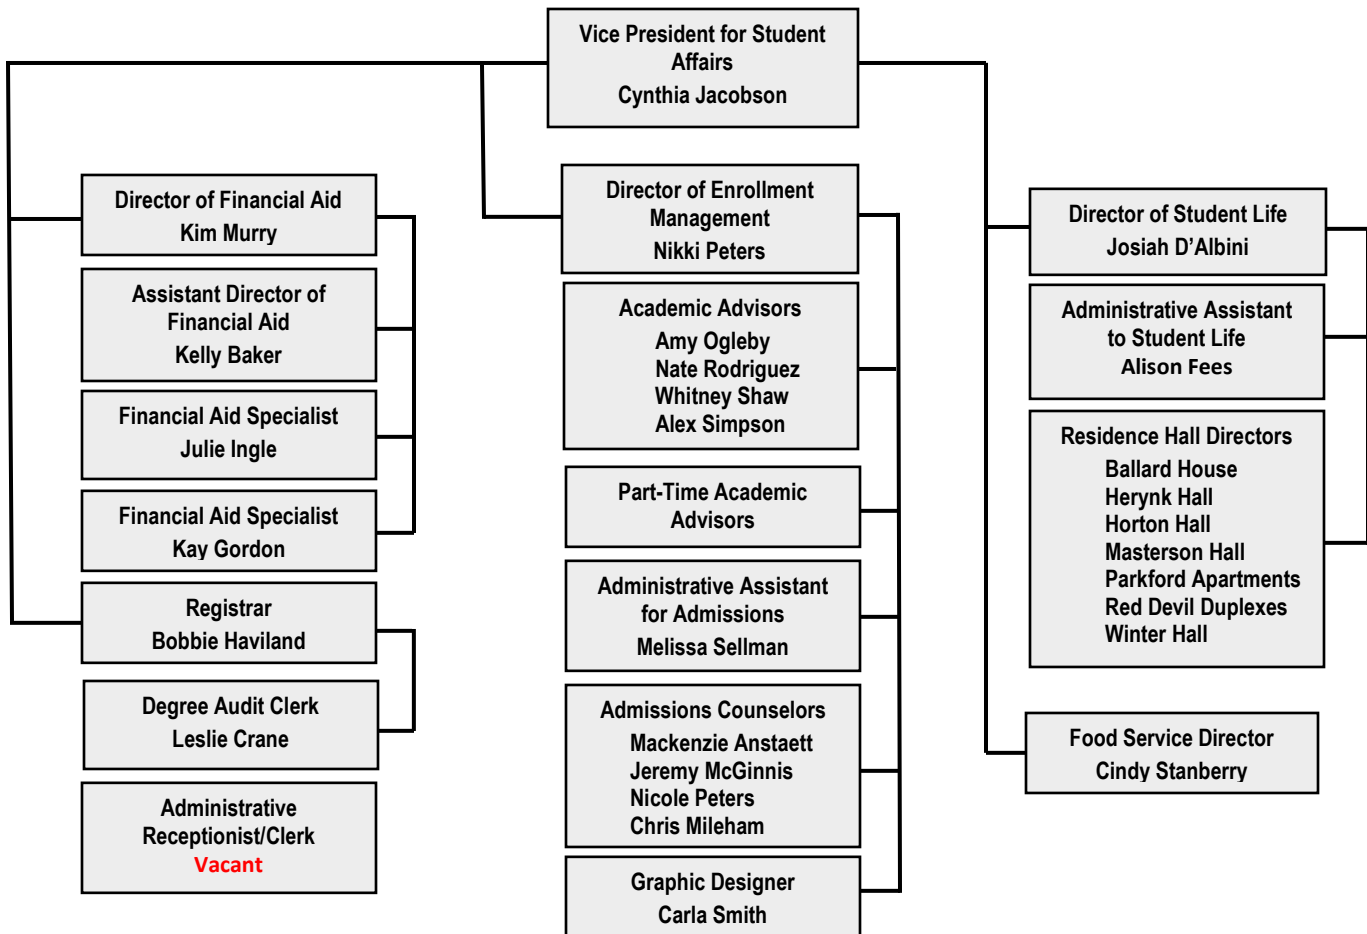 Vice President for Student
Affairs
Cynthia Jacobson
Director of Financial Aid
Kim Murry
Assistant Director of
Financial Aid
Kelly Baker
Financial Aid Specialist
Julie Ingle
Financial Aid Specialist
Kay Gordon
Registrar
Bobbie Haviland
Degree Audit Clerk
Leslie Crane
Administrative
Receptionist/Clerk
Vacant
Director of Enrollment
Management
Nikki Peters
Academic Advisors
Amy Ogleby
Nate Rodriguez
Whitney Shaw
Alex Simpson
Part-Time Academic
Advisors
Administrative Assistant
for Admissions
Melissa Sellman
Admissions Counselors
Mackenzie Anstaett
Jeremy McGinnis
Nicole Peters
Chris Mileham
Graphic Designer
Carla Smith
Director of Student Life
Josiah D’Albini
Administrative Assistant
to Student Life
Alison Fees
Residence Hall Directors
Ballard House
Herynk Hall
Horton Hall
Masterson Hall
Parkford Apartments
Red Devil Duplexes
Winter Hall
Food Service Director
Cindy Stanberry